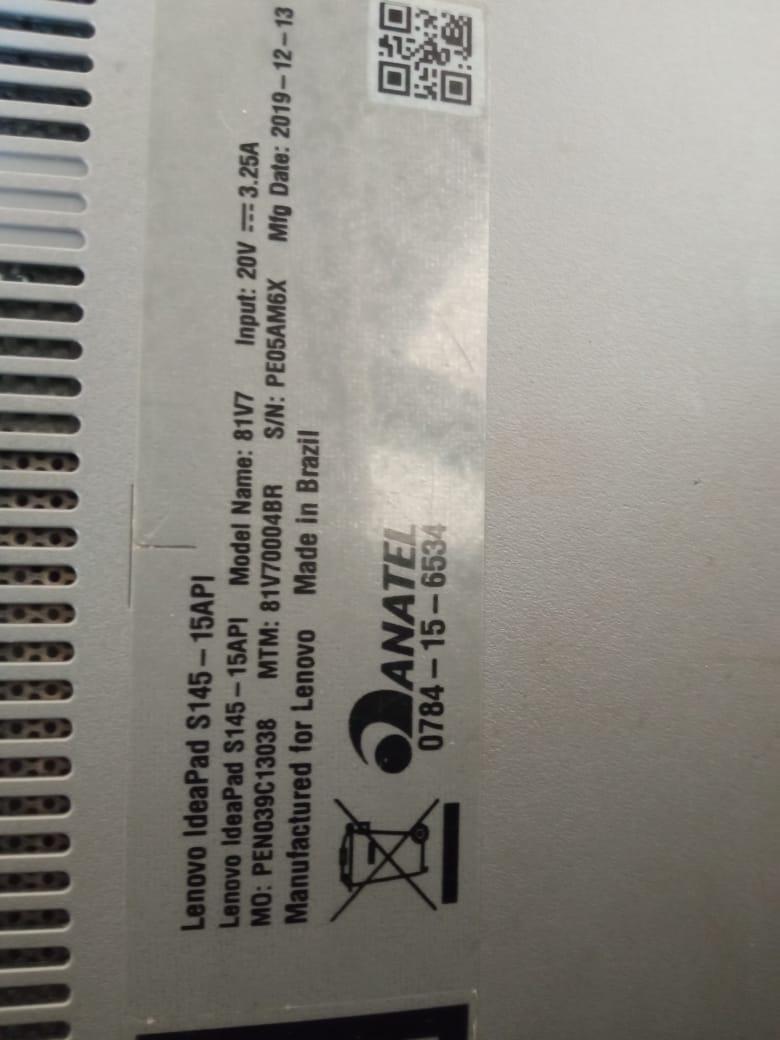 Lenovo IdeaPad S145-15API
Lenovo IdeaPad S145-15API Model Name: 81V7 Input: 20V ⎓ 3.25A
MO: PEN039C13038 MTM: 81V70004BR S/N: PE05AM6X Mfg Date: 2019-12-13
Manufactured for Lenovo Made in Brazil
ANATEL
0784-15-6534